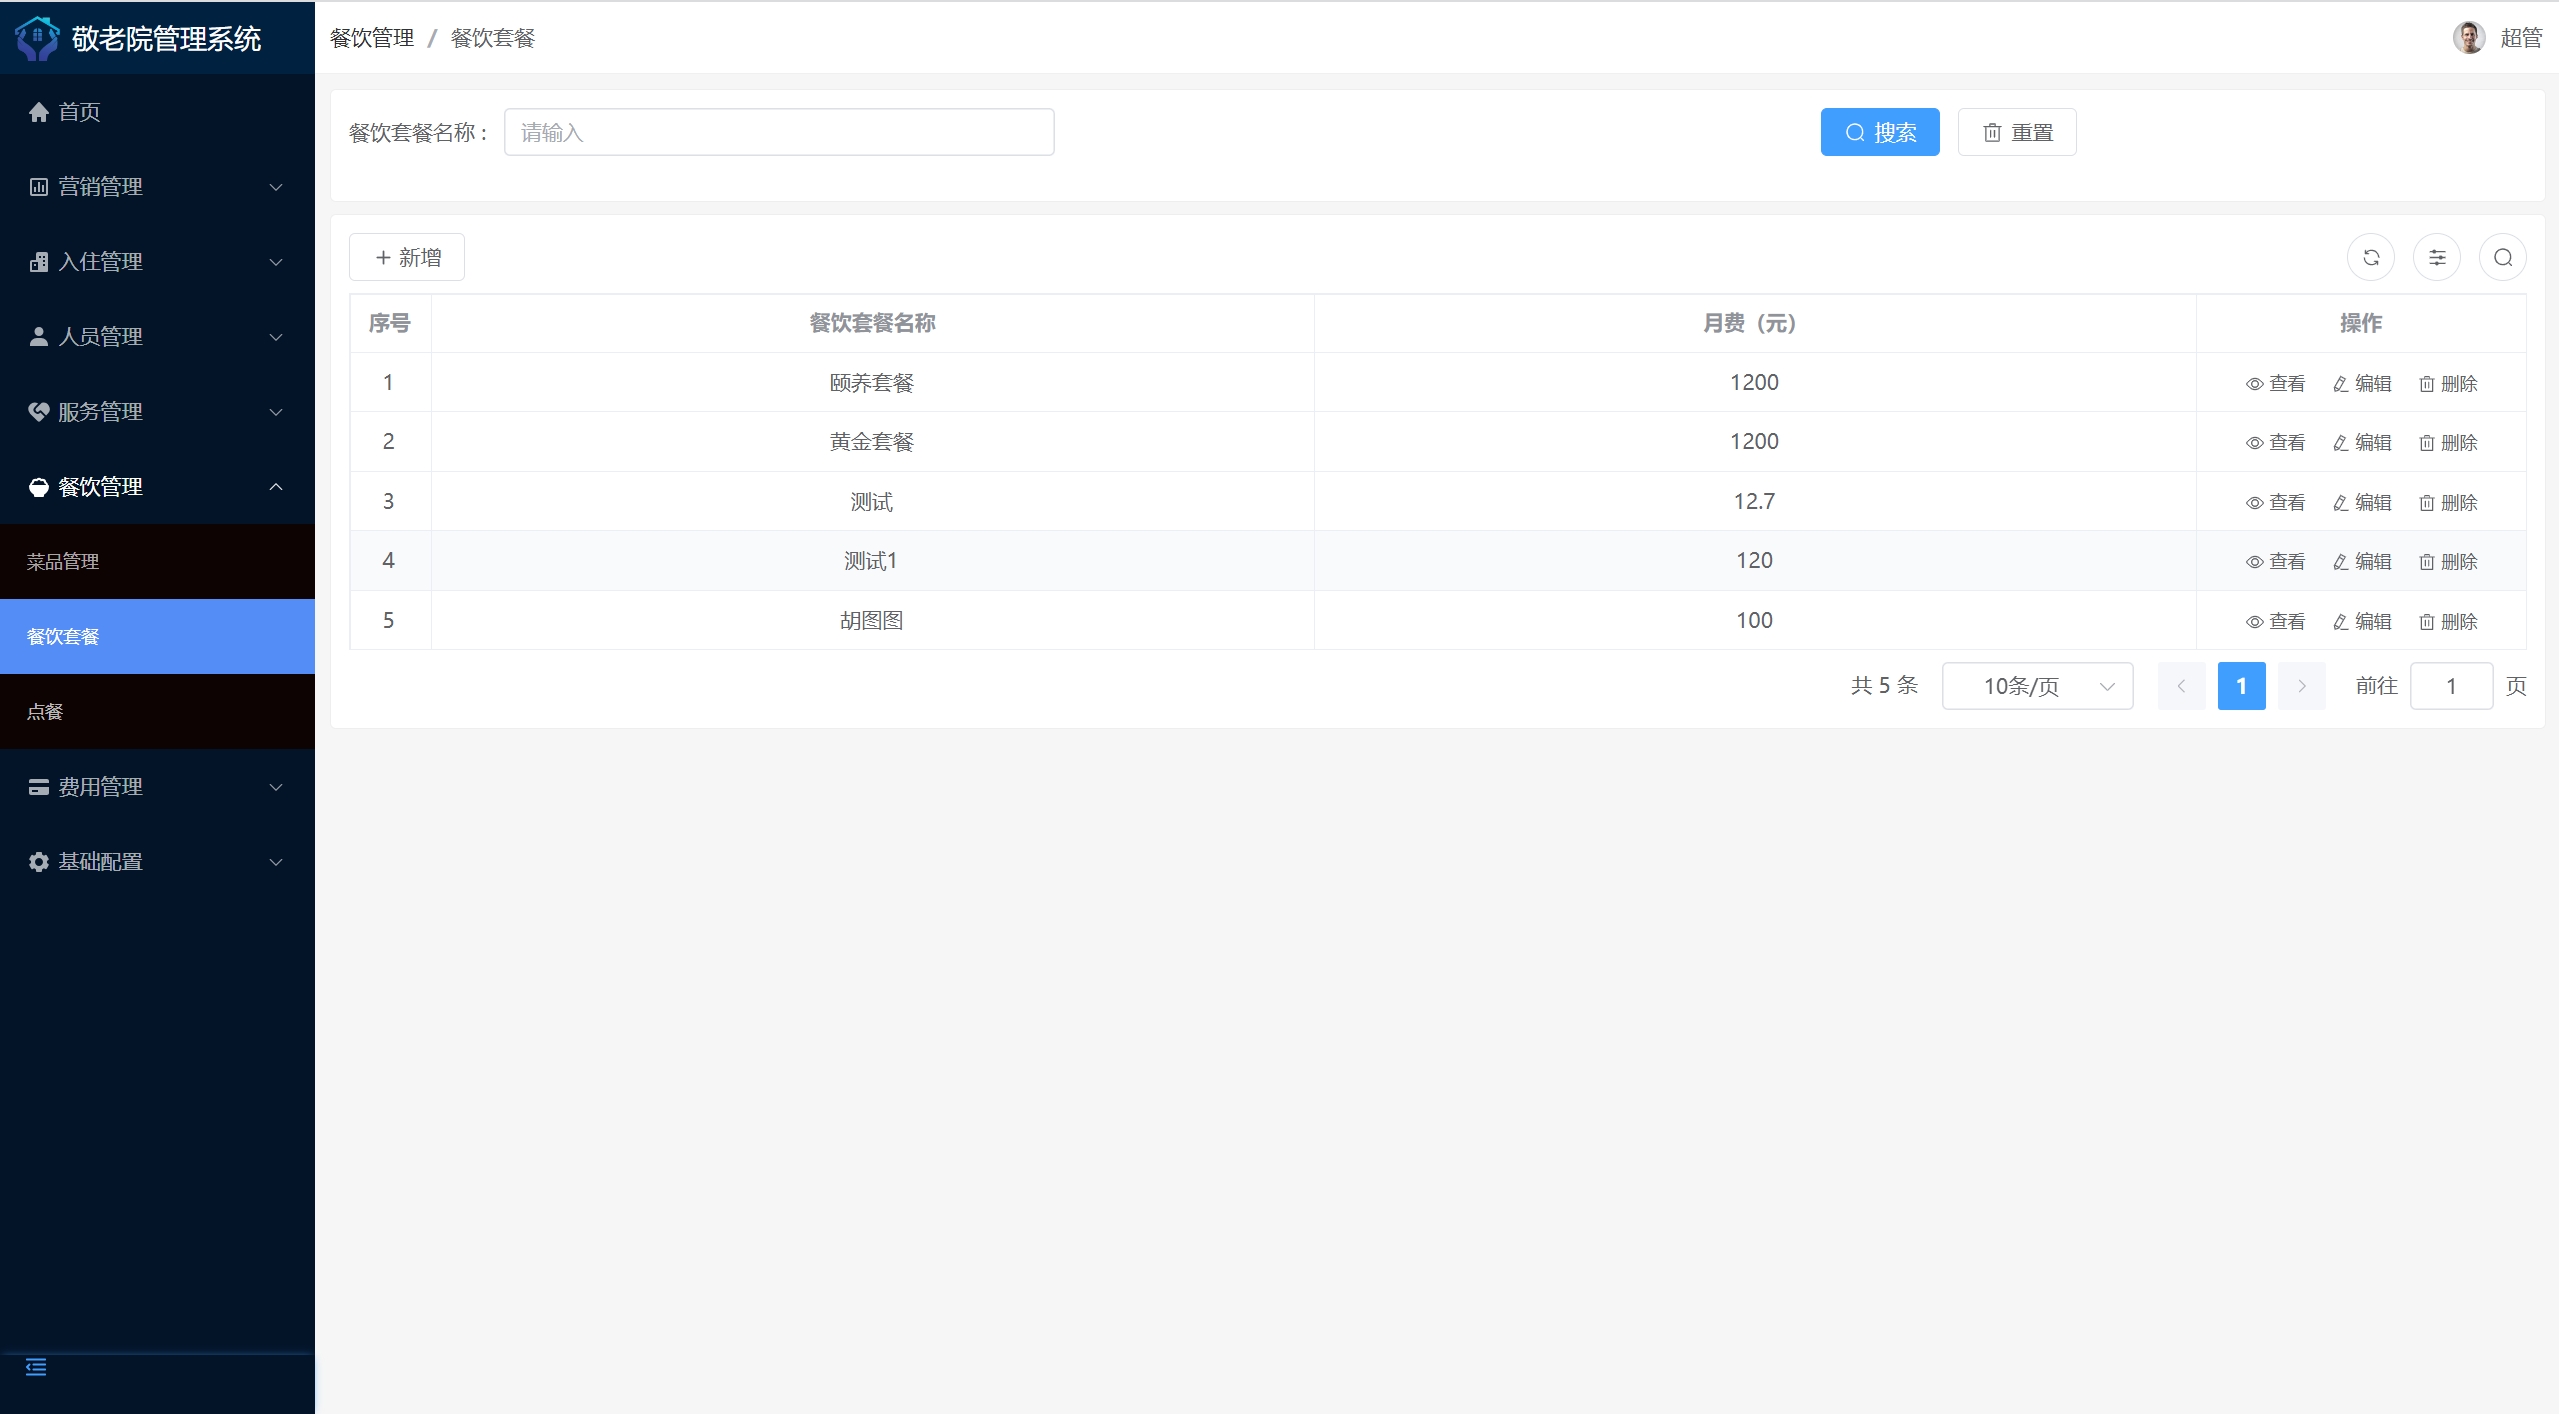 敬老院管理系统
餐饮管理 / 餐饮套餐
超管
首页
营销管理
入住管理
人员管理
服务管理
餐饮管理
菜品管理
餐饮套餐
点餐
费用管理
基础配置
餐饮套餐名称： 请输入 搜索 重置
新增
序号 餐饮套餐名称 月费（元） 操作
1 颐养套餐 1200 查看 编辑 删除
2 黄金套餐 1200 查看 编辑 删除
3 测试 12.7 查看 编辑 删除
4 测试1 120 查看 编辑 删除
5 胡图图 100 查看 编辑 删除
共 5 条 10条/页 1 前往 1 页